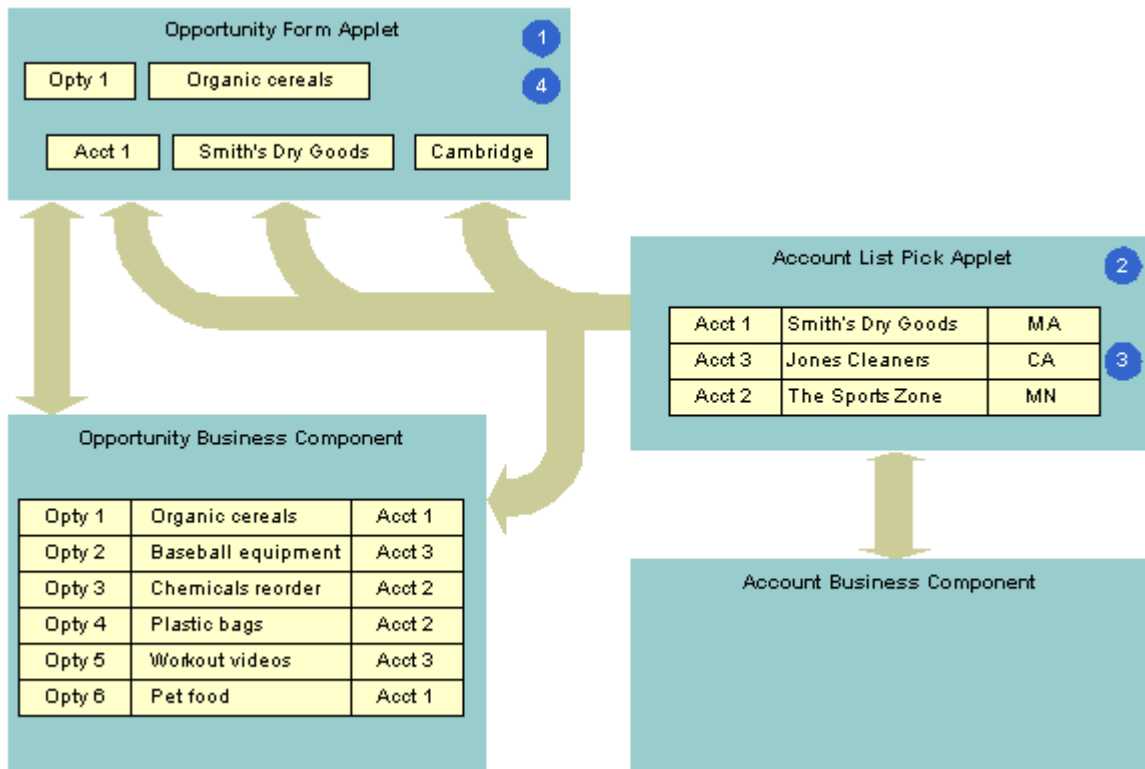 Opportunity Form Applet
1
Opty 1 Organic cereals
4
Acct 1 Smith's Dry Goods Cambridge
Account List Pick Applet
2
Acct 1 Smith's Dry Goods MA
Acct 3 Jones Cleaners CA
3
Acct 2 The Sports Zone MN
Opportunity Business Component
Opty 1 Organic cereals Acct 1
Opty 2 Baseball equipment Acct 3
Opty 3 Chemicals reorder Acct 2
Opty 4 Plastic bags Acct 2
Opty 5 Workout videos Acct 3
Opty 6 Pet food Acct 1
Account Business Component